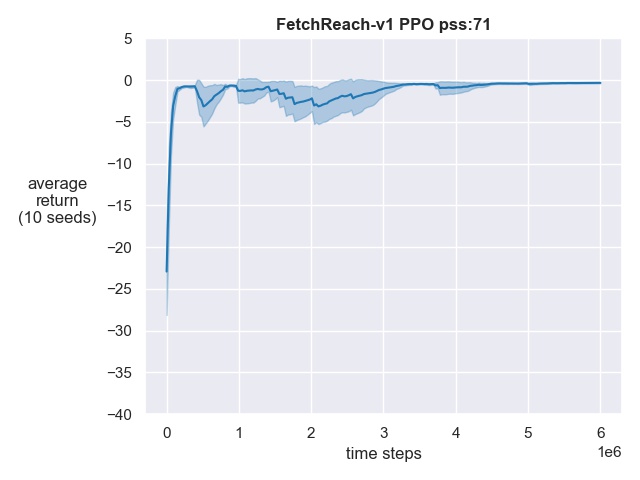 FetchReach-v1 PPO pss:71
5
0
−5
−10
−15
−20
−25
−30
−35
−40
average
return
(10 seeds)
0 1 2 3 4 5 6
1e6
time steps